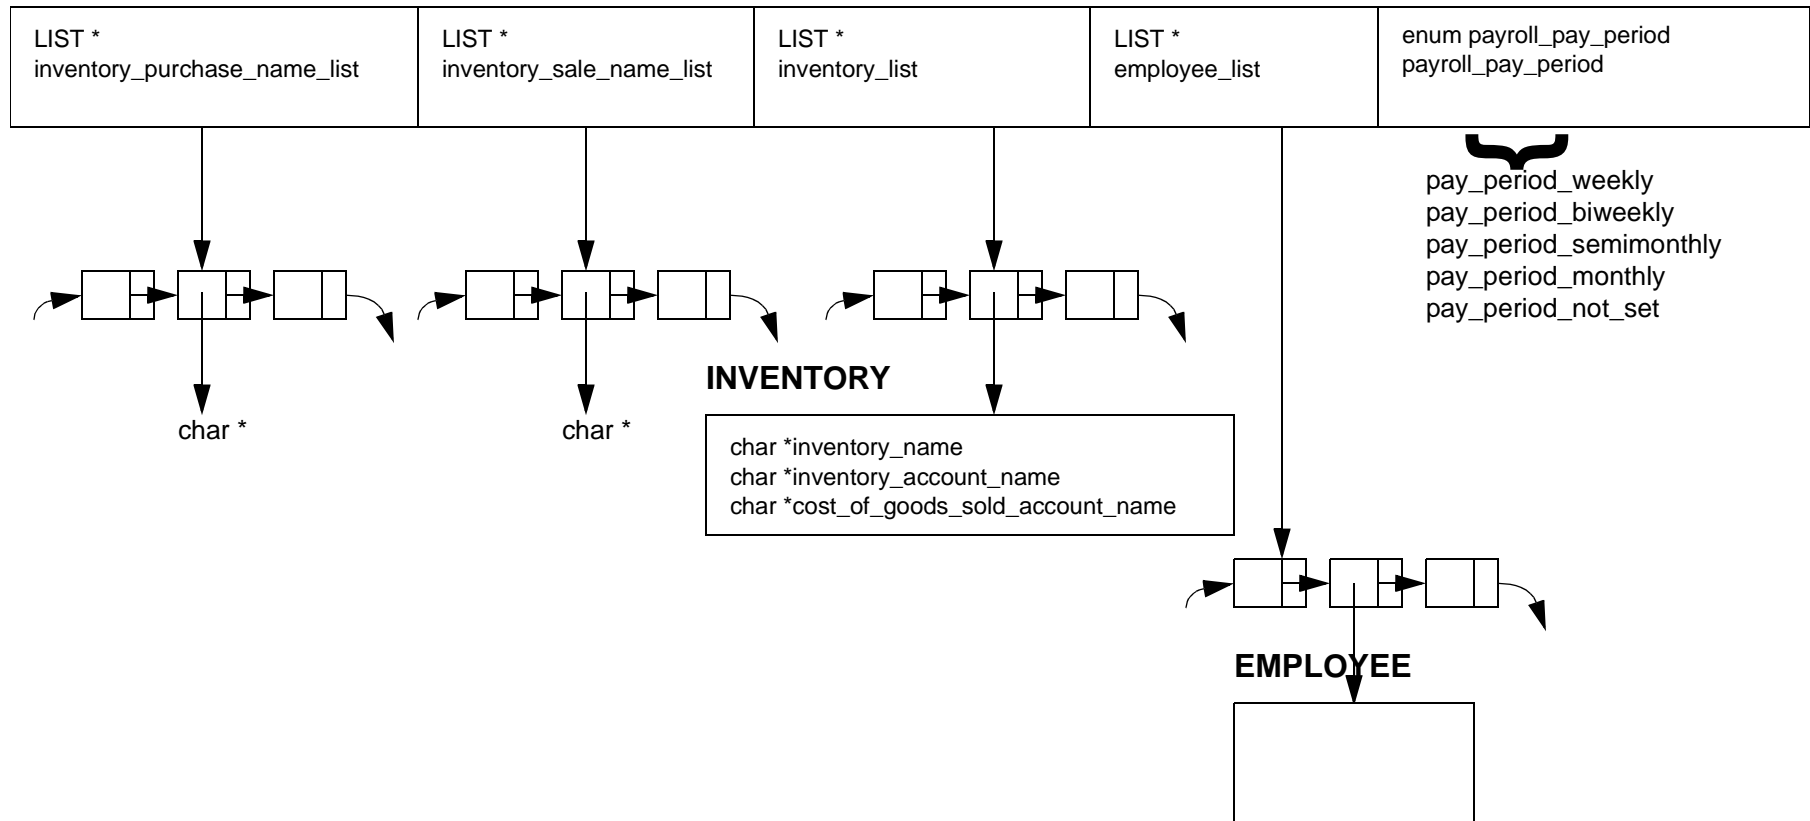 LIST *
inventory_purchase_name_list
LIST *
inventory_sale_name_list
LIST *
inventory_list
LIST *
employee_list
enum payroll_pay_period
payroll_pay_period
pay_period_weekly
pay_period_biweekly
pay_period_semimonthly
pay_period_monthly
pay_period_not_set
char *
char *
INVENTORY
char *inventory_name
char *inventory_account_name
char *cost_of_goods_sold_account_name
EMPLOYEE